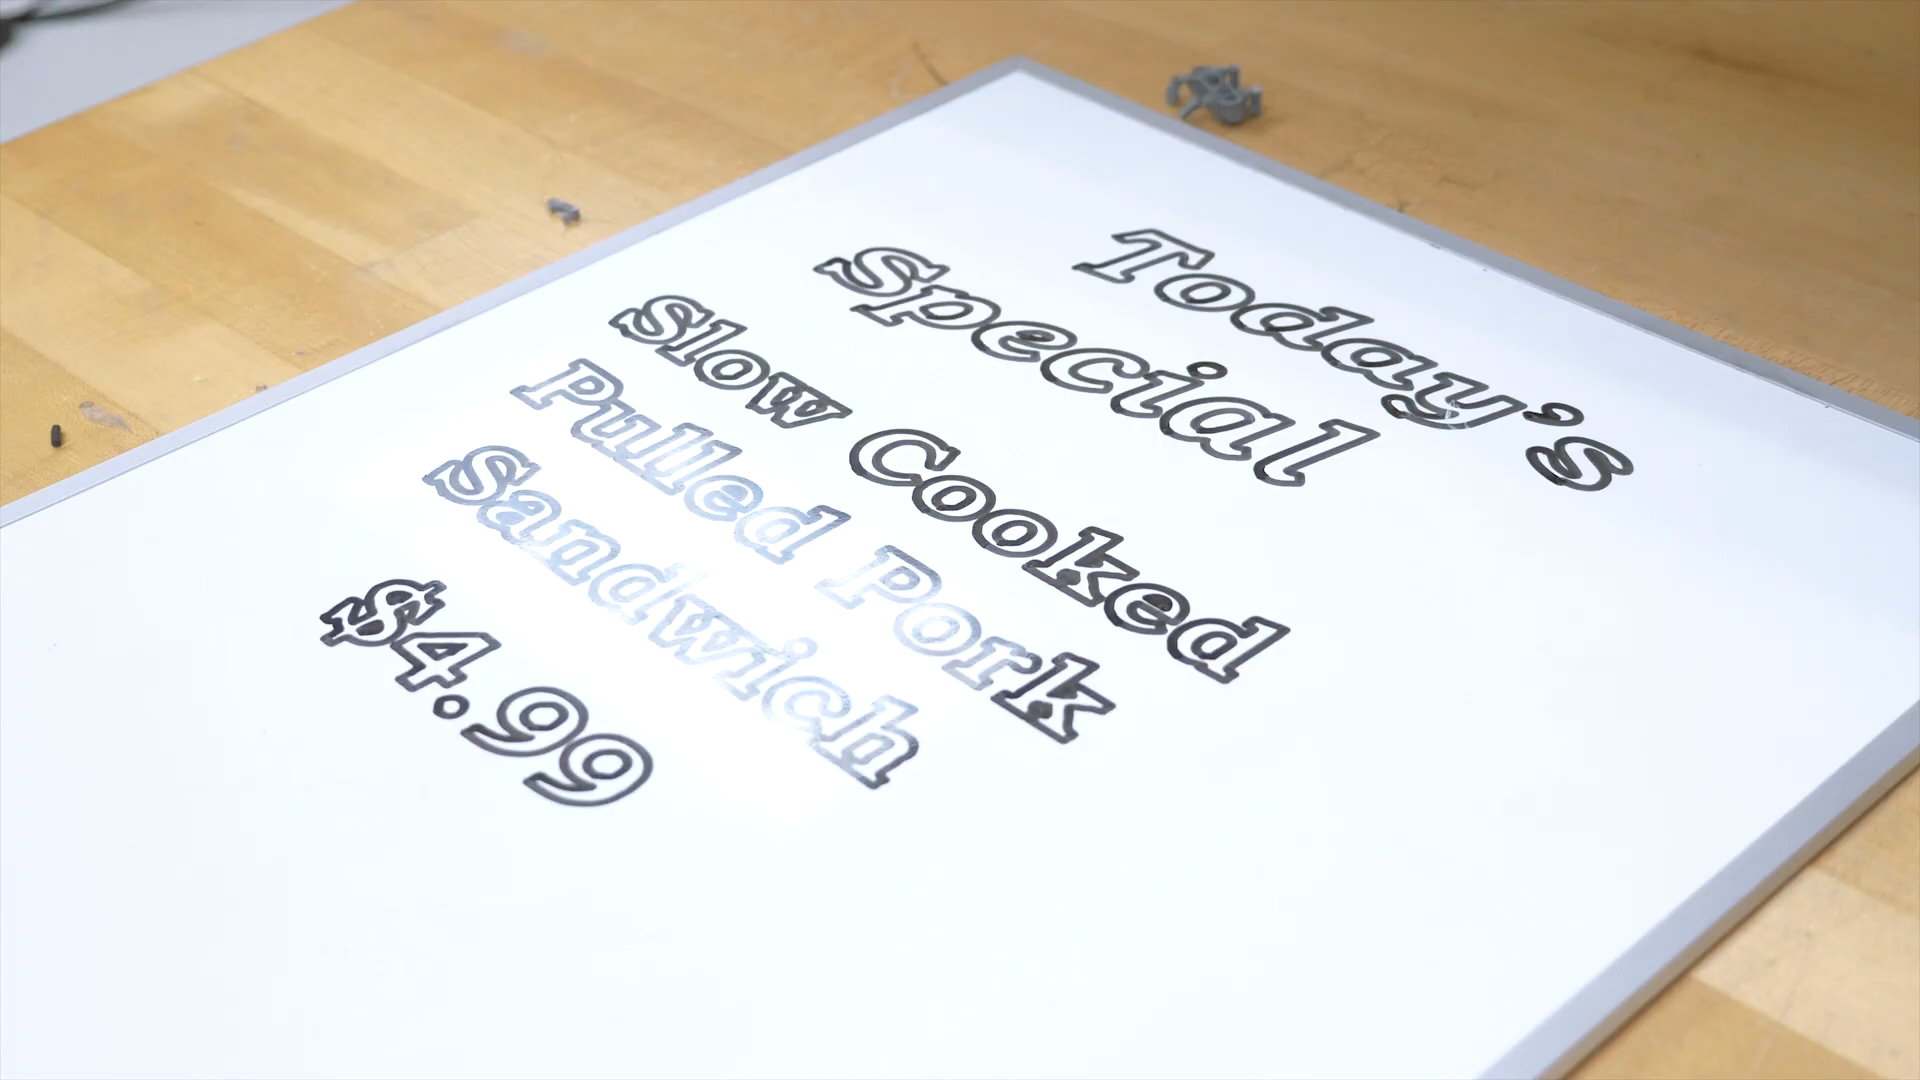 Today's
Special
Slow Cooked
Pulled Pork
Sandwich
$4.99